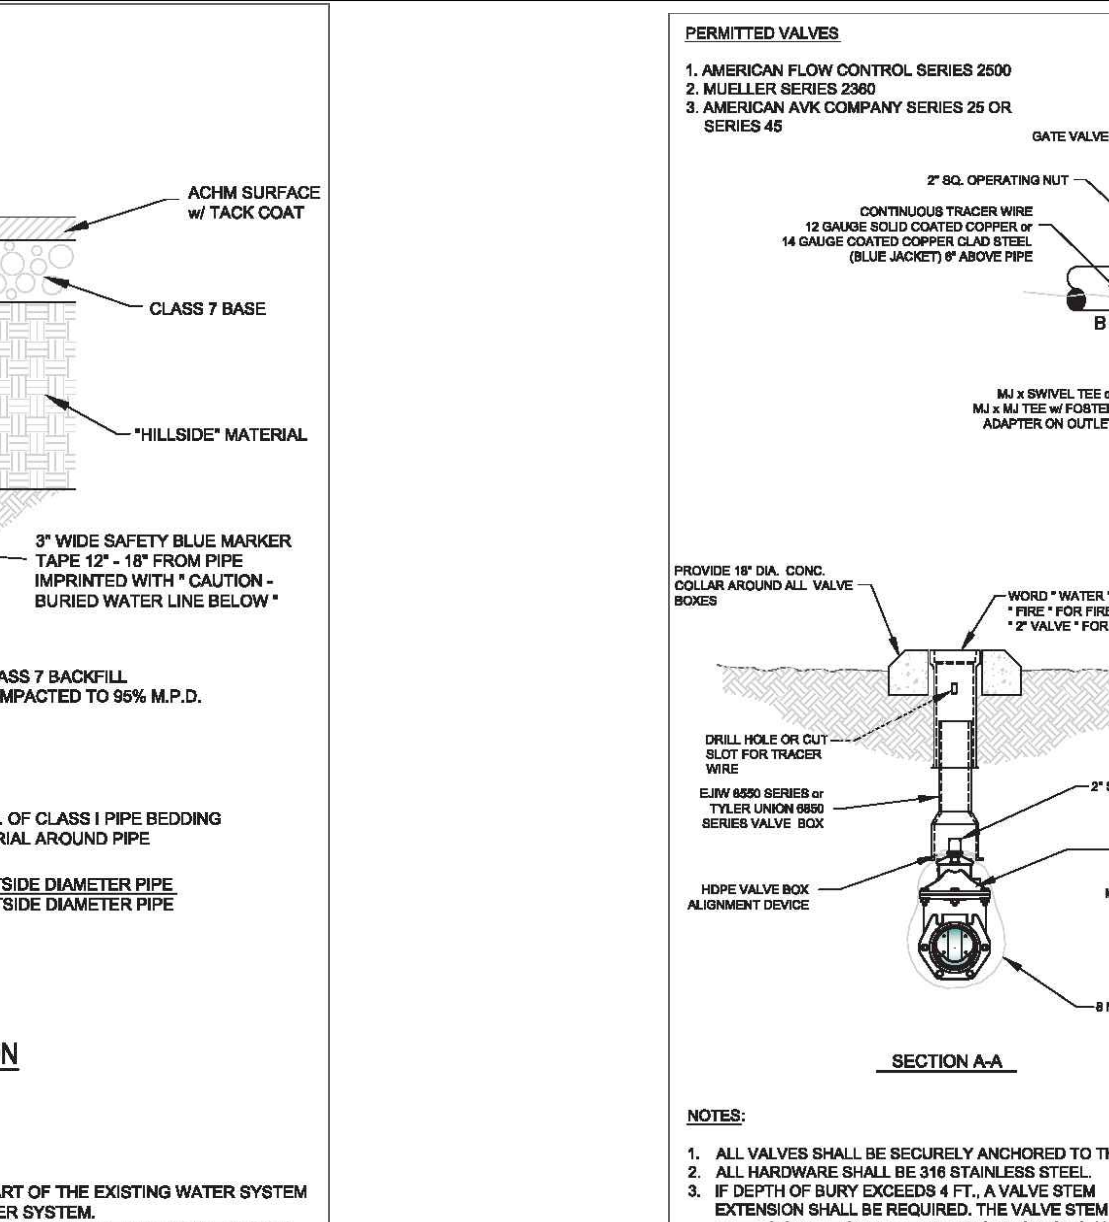 ACHM SURFACE
w/ TACK COAT
CLASS 7 BASE
"HILLSIDE" MATERIAL
3" WIDE SAFETY BLUE MARKER
TAPE 12" - 18" FROM PIPE
IMPRINTED WITH " CAUTION -
BURIED WATER LINE BELOW "
ASS 7 BACKFILL
MPACTED TO 95% M.P.D.
. OF CLASS I PIPE BEDDING
RIAL AROUND PIPE
TSIDE DIAMETER PIPE
TSIDE DIAMETER PIPE
N
ART OF THE EXISTING WATER SYSTEM
ER SYSTEM.
PERMITTED VALVES
1. AMERICAN FLOW CONTROL SERIES 2500
2. MUELLER SERIES 2360
3. AMERICAN AVK COMPANY SERIES 25 OR
SERIES 45
GATE VALVE
2" SQ. OPERATING NUT
CONTINUOUS TRACER WIRE
12 GAUGE SOLID COATED COPPER or
14 GAUGE COATED COPPER CLAD STEEL
(BLUE JACKET) 6" ABOVE PIPE
B
MJ x SWIVEL TEE
MJ x MJ TEE w/ FOSTE
ADAPTER ON OUTLE
PROVIDE 18" DIA. CONC.
COLLAR AROUND ALL VALVE
BOXES
WORD " WATER "
" FIRE " FOR FIRE
" 2" VALVE " FOR
DRILL HOLE OR CUT
SLOT FOR TRACER
WIRE
EJIW 8550 SERIES or
TYLER UNION 6850
SERIES VALVE BOX
2" S
HDPE VALVE BOX
ALIGNMENT DEVICE
8
SECTION A-A
NOTES:
1. ALL VALVES SHALL BE SECURELY ANCHORED TO TH
2. ALL HARDWARE SHALL BE 316 STAINLESS STEEL.
3. IF DEPTH OF BURY EXCEEDS 4 FT., A VALVE STEM
EXTENSION SHALL BE REQUIRED. THE VALVE STEM